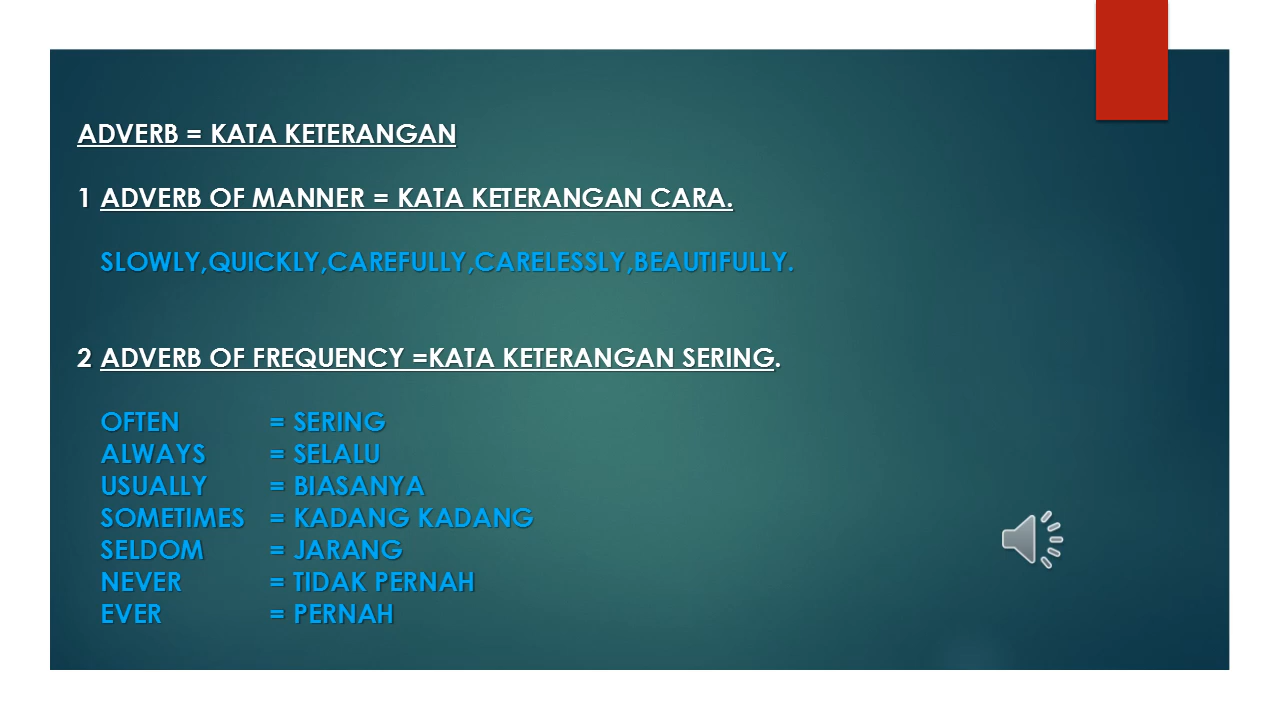 ADVERB = KATA KETERANGAN
1 ADVERB OF MANNER = KATA KETERANGAN CARA.
SLOWLY,QUICKLY,CAREFULLY,CARELESSLY,BEAUTIFULLY.
2 ADVERB OF FREQUENCY =KATA KETERANGAN SERING.
OFTEN = SERING
ALWAYS = SELALU
USUALLY = BIASANYA
SOMETIMES = KADANG KADANG
SELDOM = JARANG
NEVER = TIDAK PERNAH
EVER = PERNAH